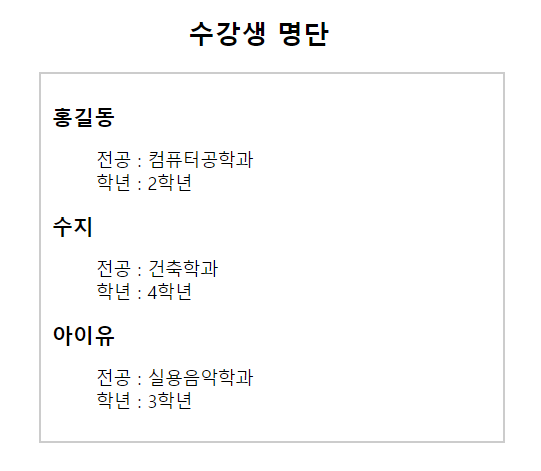 수강생 명단
홍길동
전공 : 컴퓨터공학과
학년 : 2학년
수지
전공 : 건축학과
학년 : 4학년
아이유
전공 : 실용음악학과
학년 : 3학년